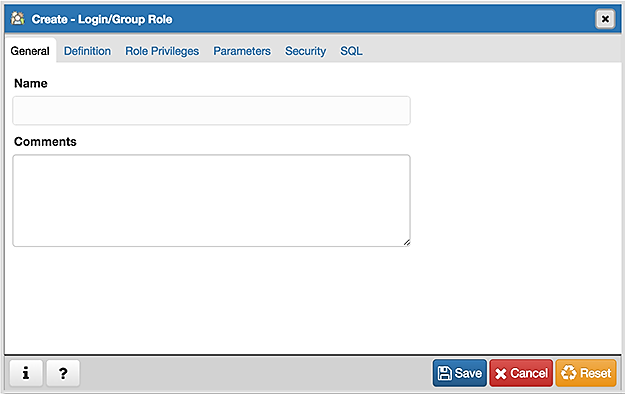 Create - Login/Group Role
General Definition Role Privileges Parameters Security SQL
Name
Comments
i ? Save Cancel Reset